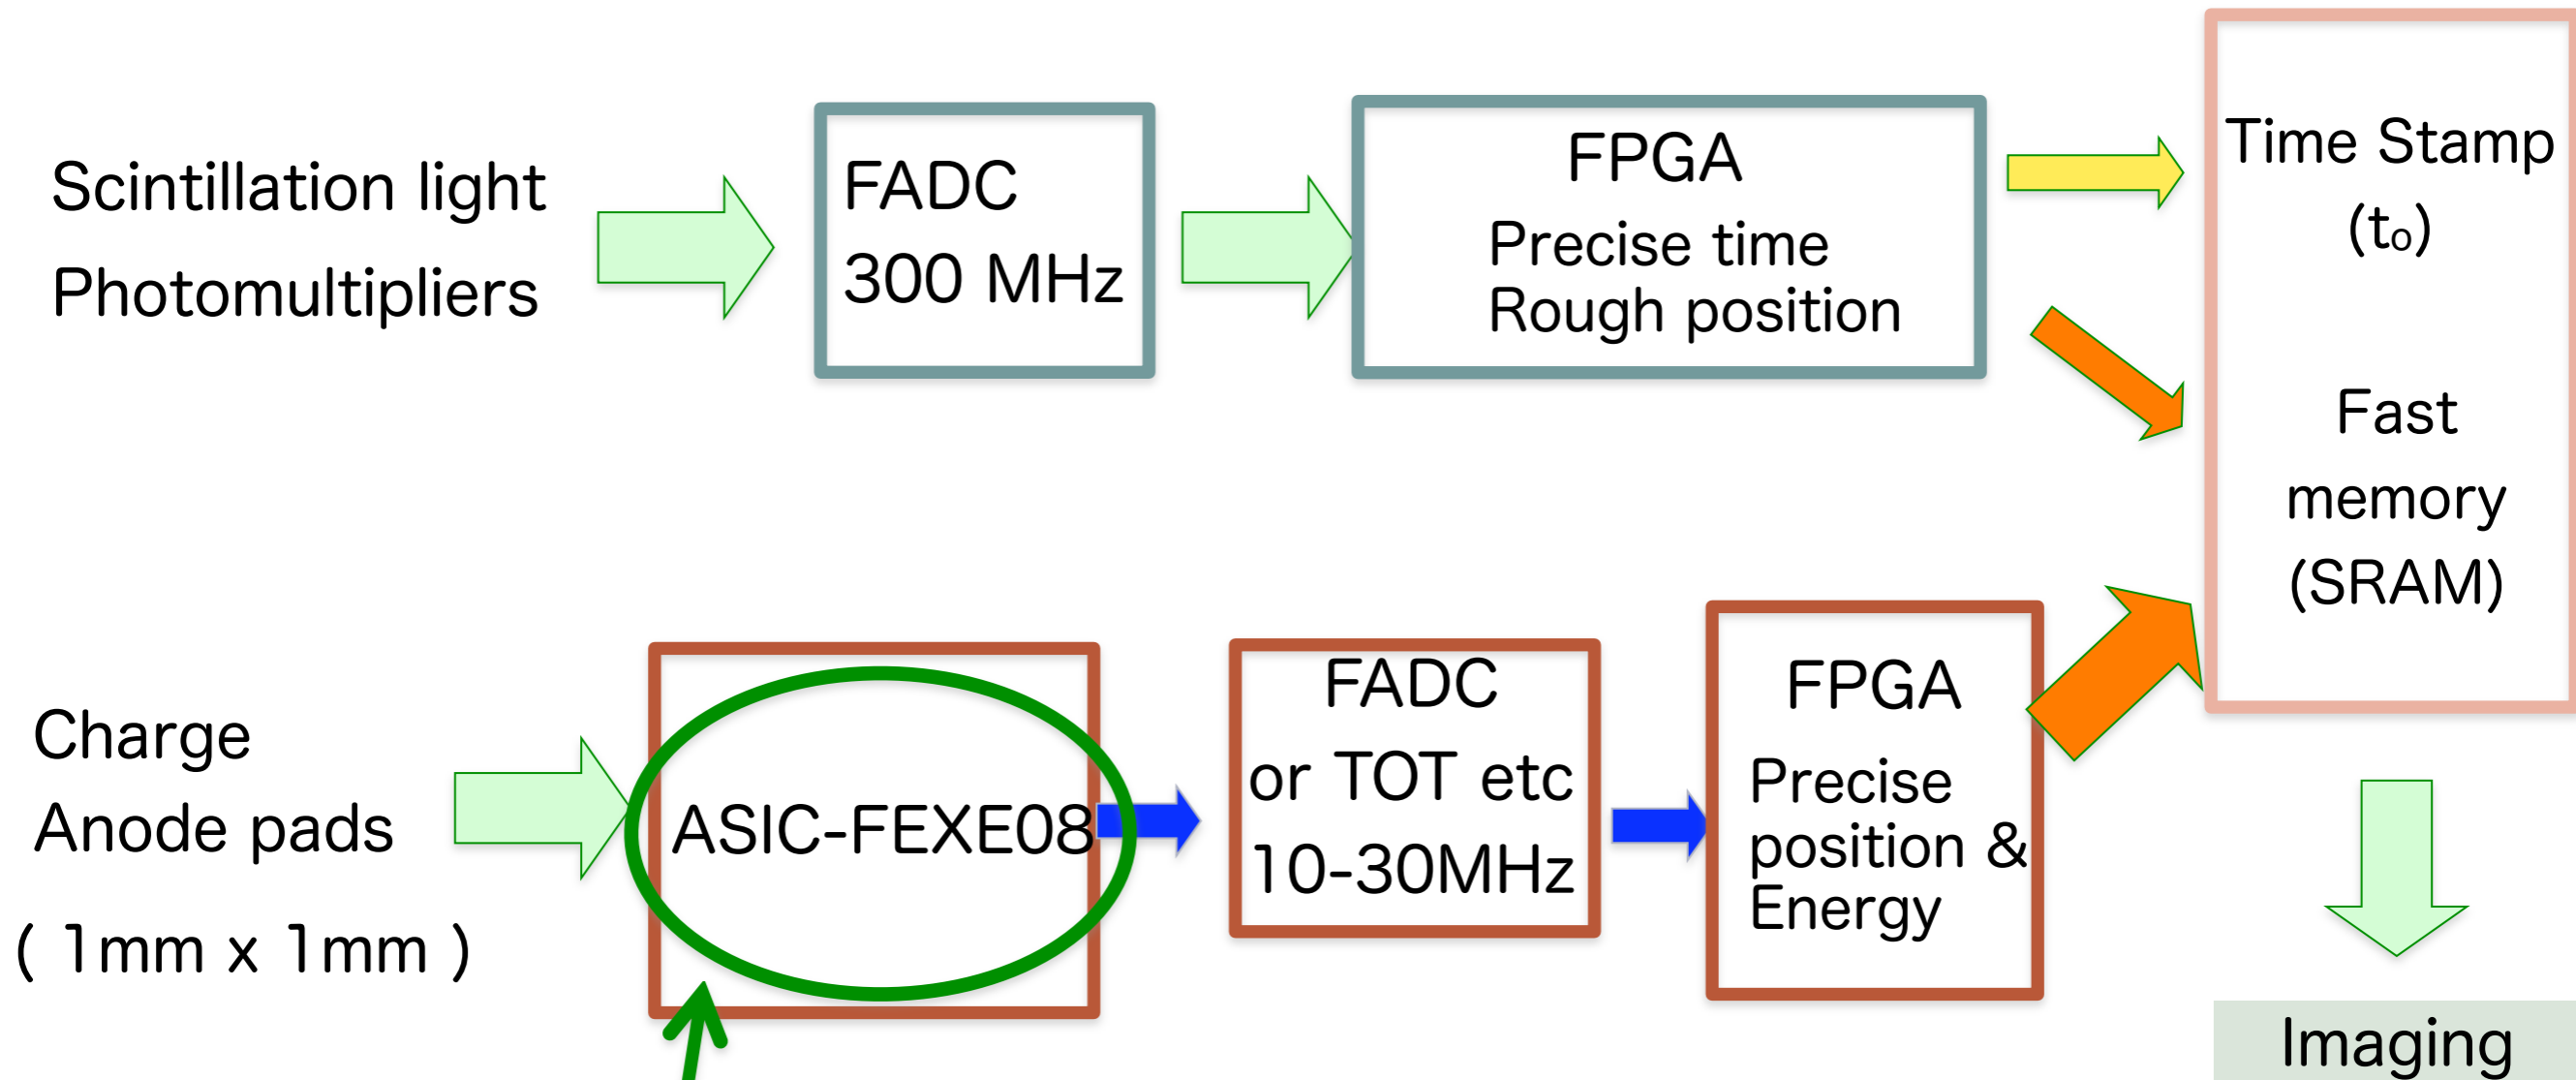 Scintillation light
Photomultipliers
FADC
300 MHz
FPGA
Precise time
Rough position
Time Stamp
(t₀)
Fast
memory
(SRAM)
Charge
Anode pads
( 1mm x 1mm )
ASIC-FEXE08
FADC
or TOT etc
10-30MHz
FPGA
Precise
position &
Energy
Imaging